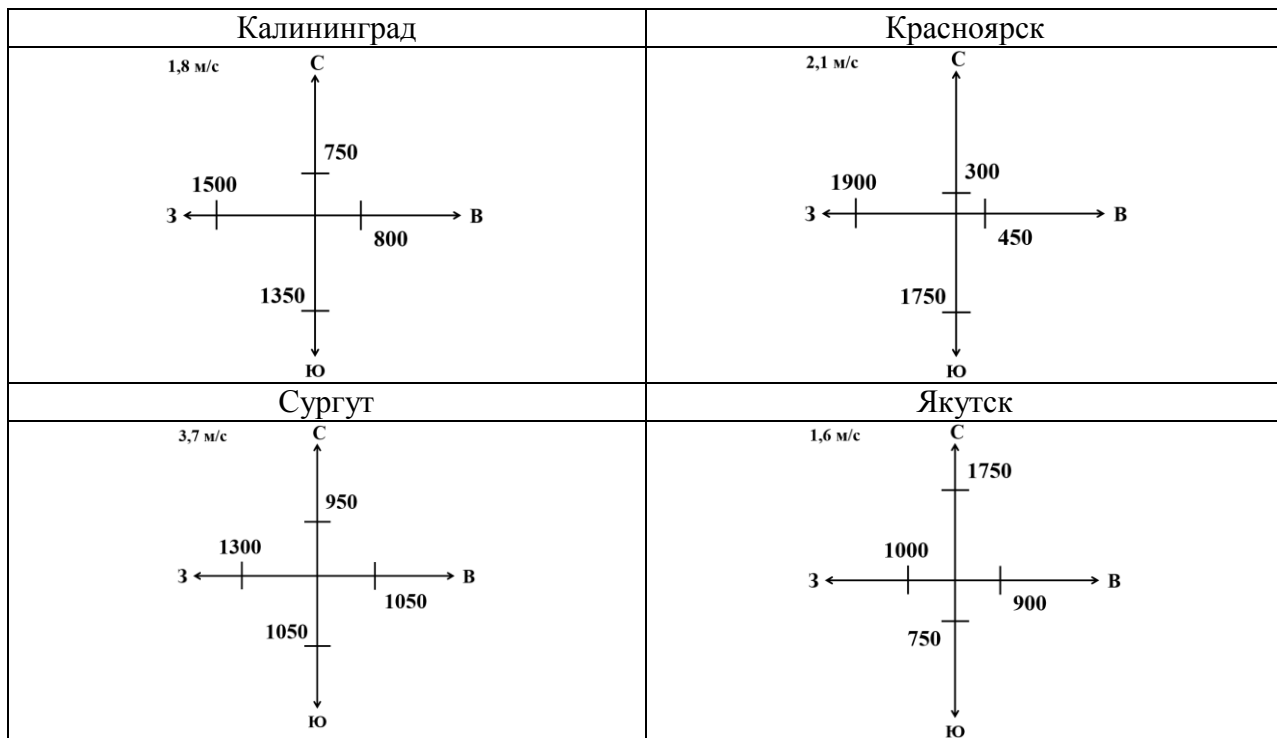 Калининград
1,8 м/с
С
750
1500
З
В
800
1350
Ю
Красноярск
2,1 м/с
С
300
1900
З
В
450
1750
Ю
Сургут
3,7 м/с
С
950
1300
З
В
1050
1050
Ю
Якутск
1,6 м/с
С
1750
1000
З
В
900
750
Ю